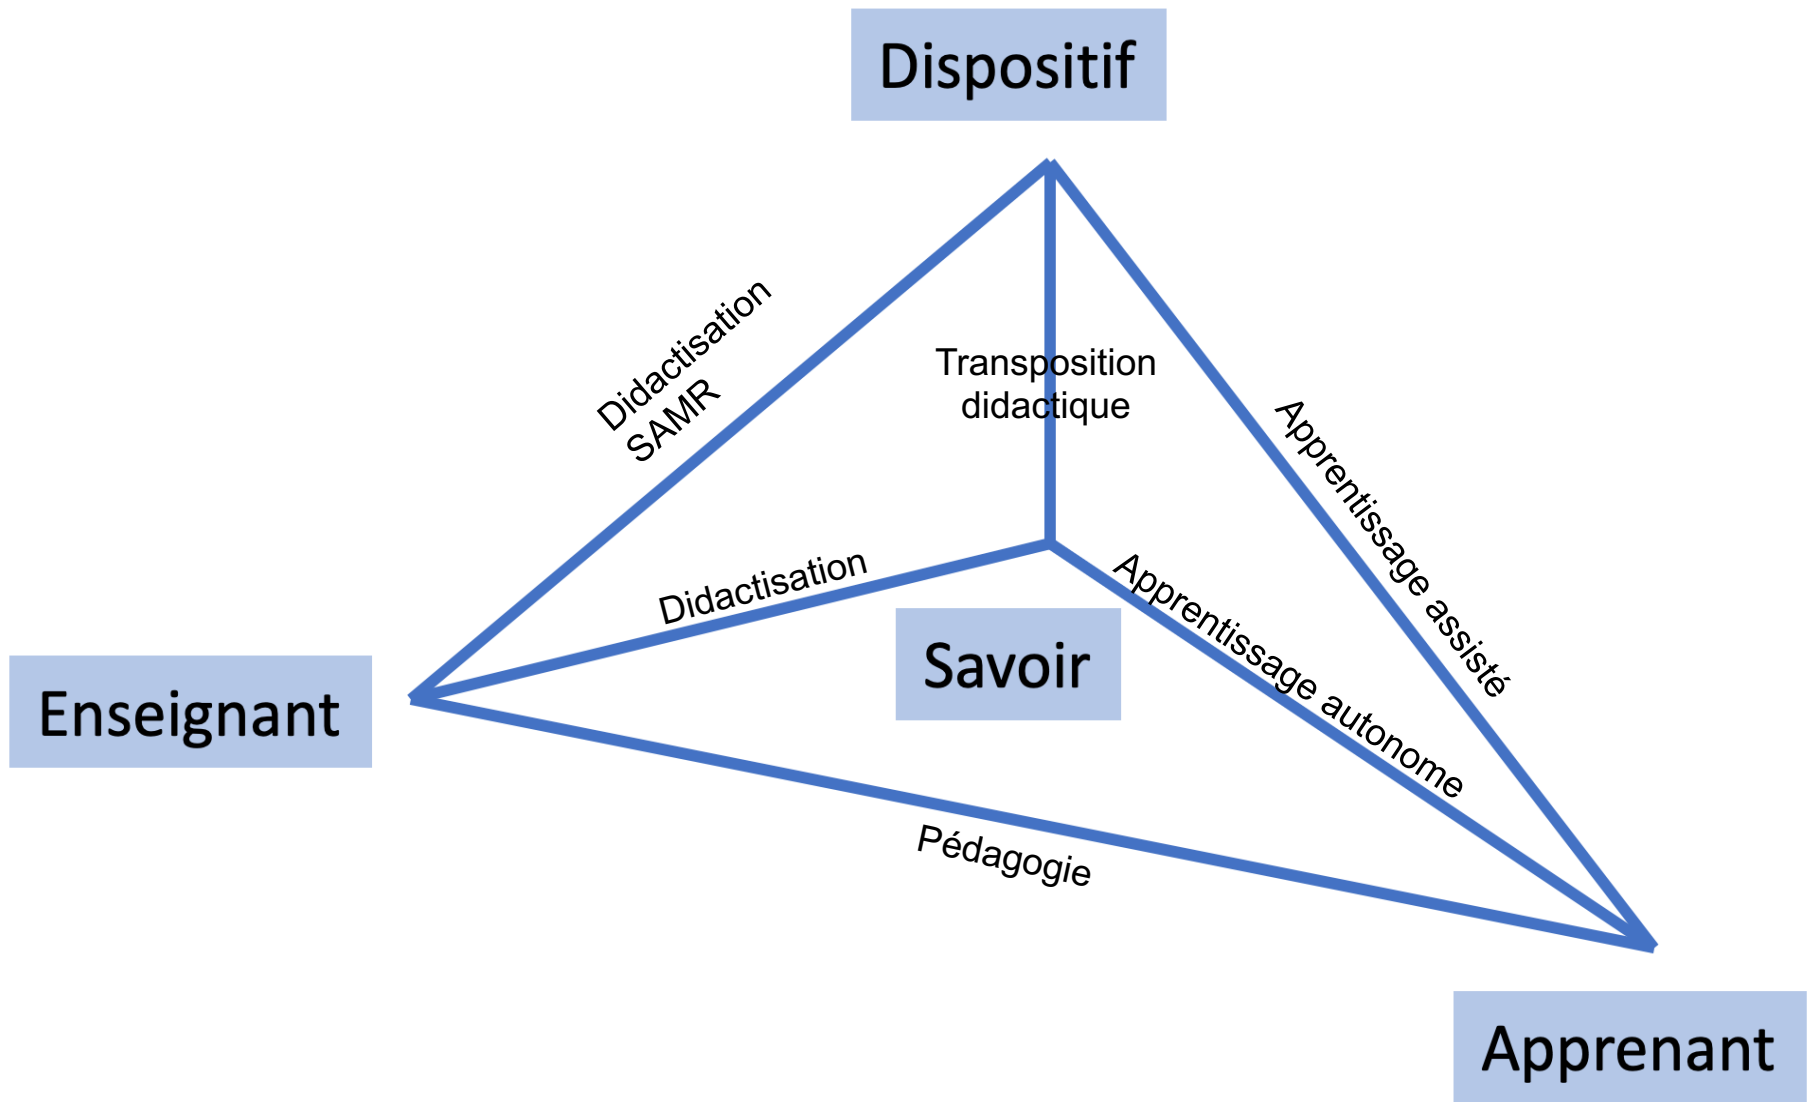 Dispositif
Didactisation
SAMR
Transposition
didactique
Apprentissage assisté
Didactisation
Apprentissage autonome
Savoir
Enseignant
Pédagogie
Apprenant